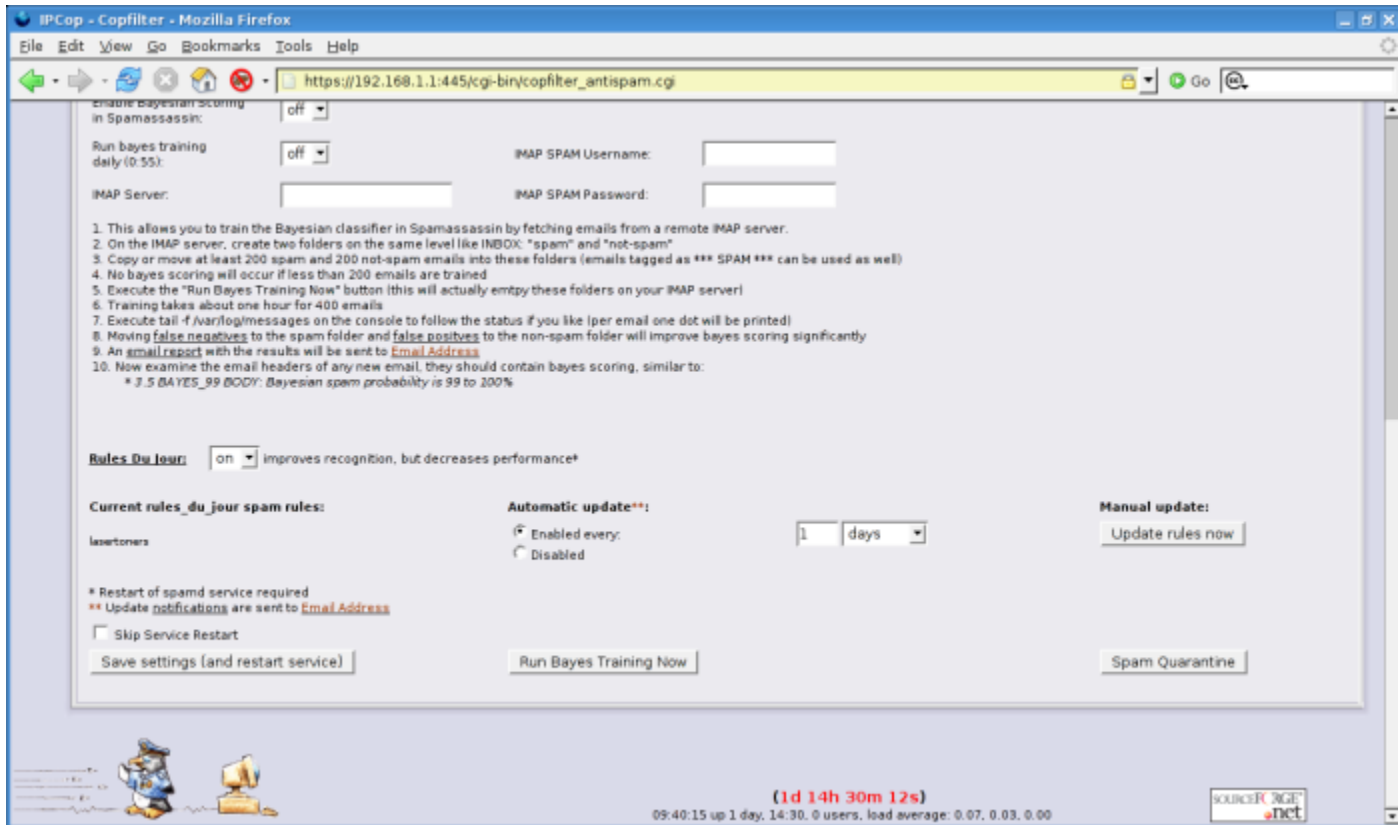 IPCop - Copfilter - Mozilla Firefox
File Edit View Go Bookmarks Tools Help
https://192.168.1.1:445/cgi-bin/copfilter_antispam.cgi
Go
Enable Bayesian Scoring
in Spamassassin:
off
Run bayes training
daily (0:55):
off
IMAP SPAM Username:
IMAP Server:
IMAP SPAM Password:
1. This allows you to train the Bayesian classifier in Spamassassin by fetching emails from a remote IMAP server.
2. On the IMAP server, create two folders on the same level like INBOX: "spam" and "not-spam"
3. Copy or move at least 200 spam and 200 not-spam emails into these folders (emails tagged as *** SPAM *** can be used as well)
4. No bayes scoring will occur if less than 200 emails are trained
5. Execute the "Run Bayes Training Now" button (this will actually emtpy these folders on your IMAP server)
6. Training takes about one hour for 400 emails
7. Execute tail -f /var/log/messages on the console to follow the status if you like (per email one dot will be printed)
8. Moving false negatives to the spam folder and false positves to the non-spam folder will improve bayes scoring significantly
9. An email report with the results will be sent to Email Address
10. Now examine the email headers of any new email, they should contain bayes scoring, similar to:
* 3.5 BAYES_99 BODY: Bayesian spam probability is 99 to 100%
Rules Du Jour: on improves recognition, but decreases performance*
Current rules_du_jour spam rules:
Automatic update**:
Manual update:
lasertoners
Enabled every:
1 days
Update rules now
Disabled
* Restart of spamd service required
** Update notifications are sent to Email Address
Skip Service Restart
Save settings (and restart service)
Run Bayes Training Now
Spam Quarantine
(1d 14h 30m 12s)
09:40:15 up 1 day, 14:30, 0 users, load average: 0.07, 0.03, 0.00
SOURCEFORGE
.net